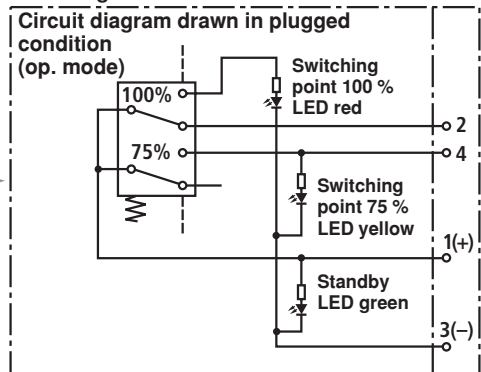 Circuit diagram drawn in plugged
condition
(op. mode)
Switching
point 100 %
LED red
100%
2
75%
4
Switching
point 75 %
LED yellow
1(+)
Standby
LED green
3(−)